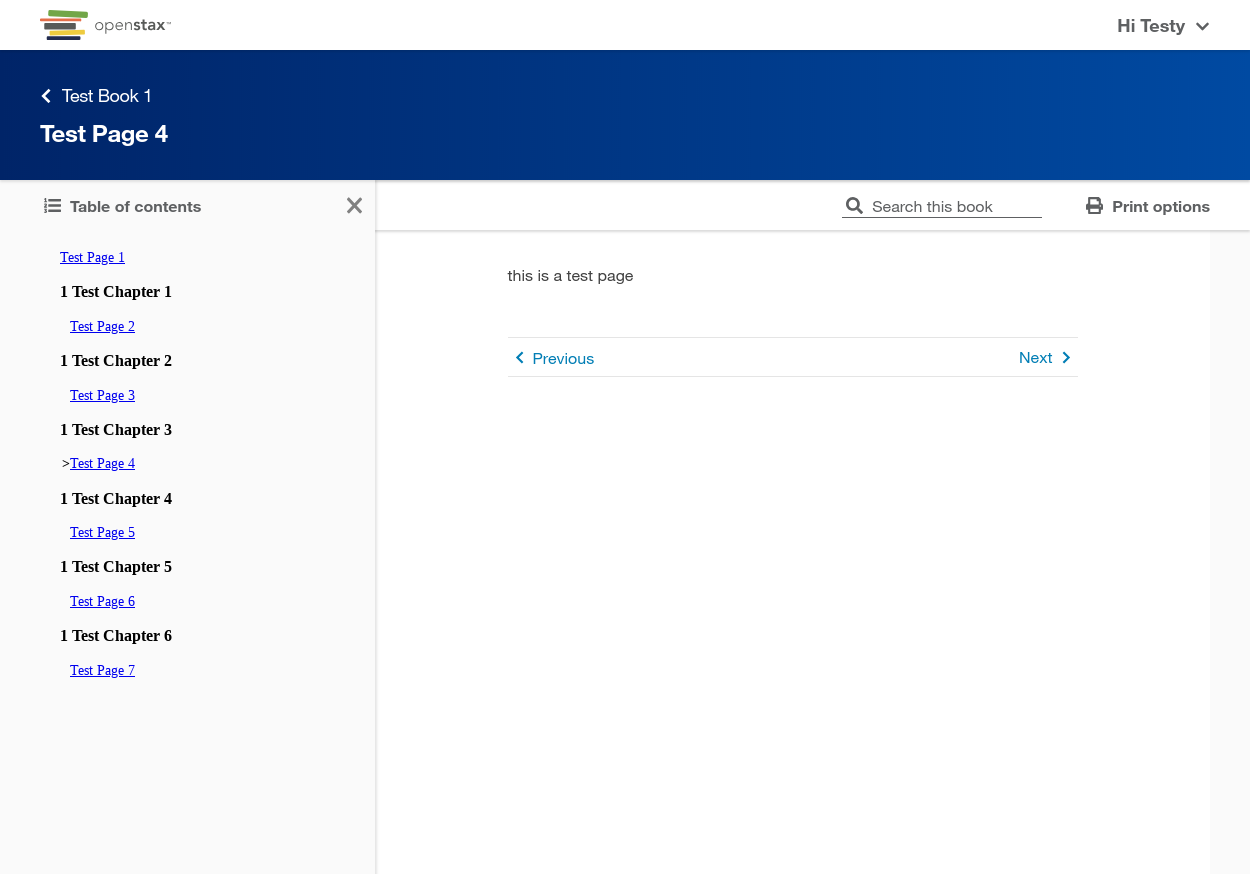 openstax™
Hi Testy
Test Book 1
Test Page 4
Table of contents
Search this book
Print options
Test Page 1
1 Test Chapter 1
Test Page 2
1 Test Chapter 2
Test Page 3
1 Test Chapter 3
>Test Page 4
1 Test Chapter 4
Test Page 5
1 Test Chapter 5
Test Page 6
1 Test Chapter 6
Test Page 7
this is a test page
Previous
Next